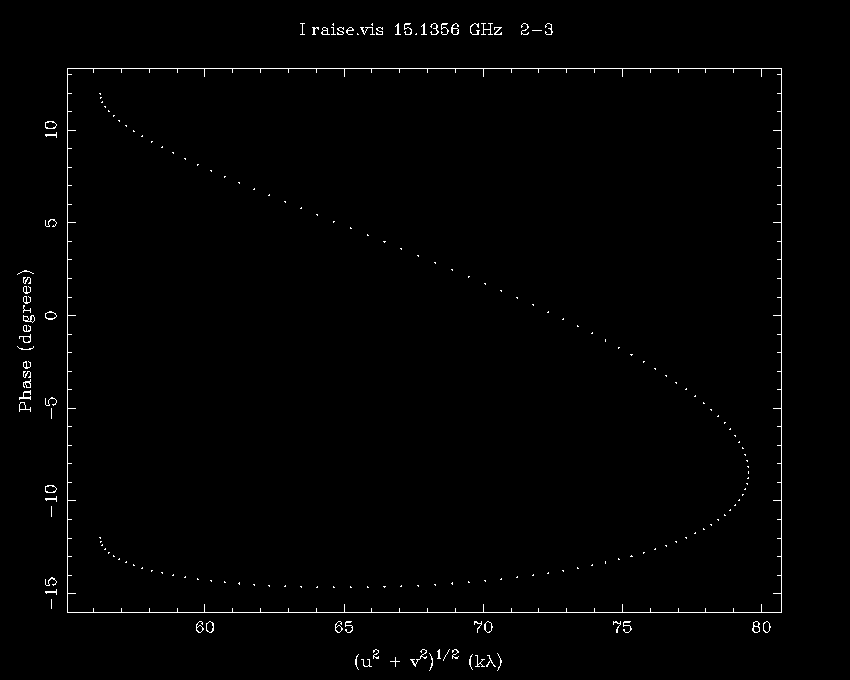 I raise.vis 15.1356 GHz 2-3
10
5
0
-5
-10
-15
Phase (degrees)
60 65 70 75 80
(u² + v²)^1/2 (kλ)